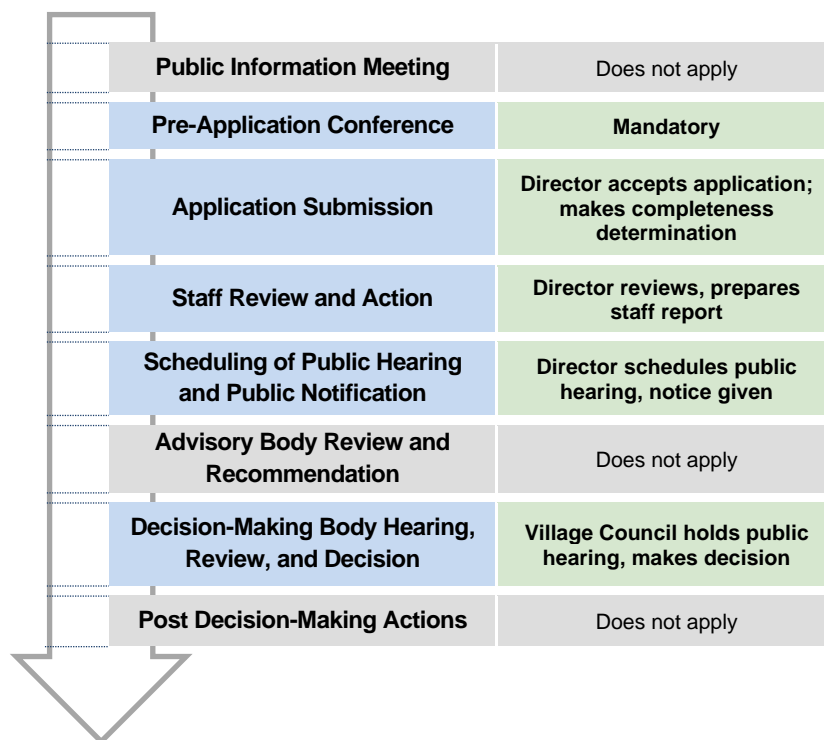 Public Information Meeting
Does not apply
Pre-Application Conference
Mandatory
Application Submission
Director accepts application;
makes completeness
determination
Staff Review and Action
Director reviews, prepares
staff report
Scheduling of Public Hearing
and Public Notification
Director schedules public
hearing, notice given
Advisory Body Review and
Recommendation
Does not apply
Decision-Making Body Hearing,
Review, and Decision
Village Council holds public
hearing, makes decision
Post Decision-Making Actions
Does not apply